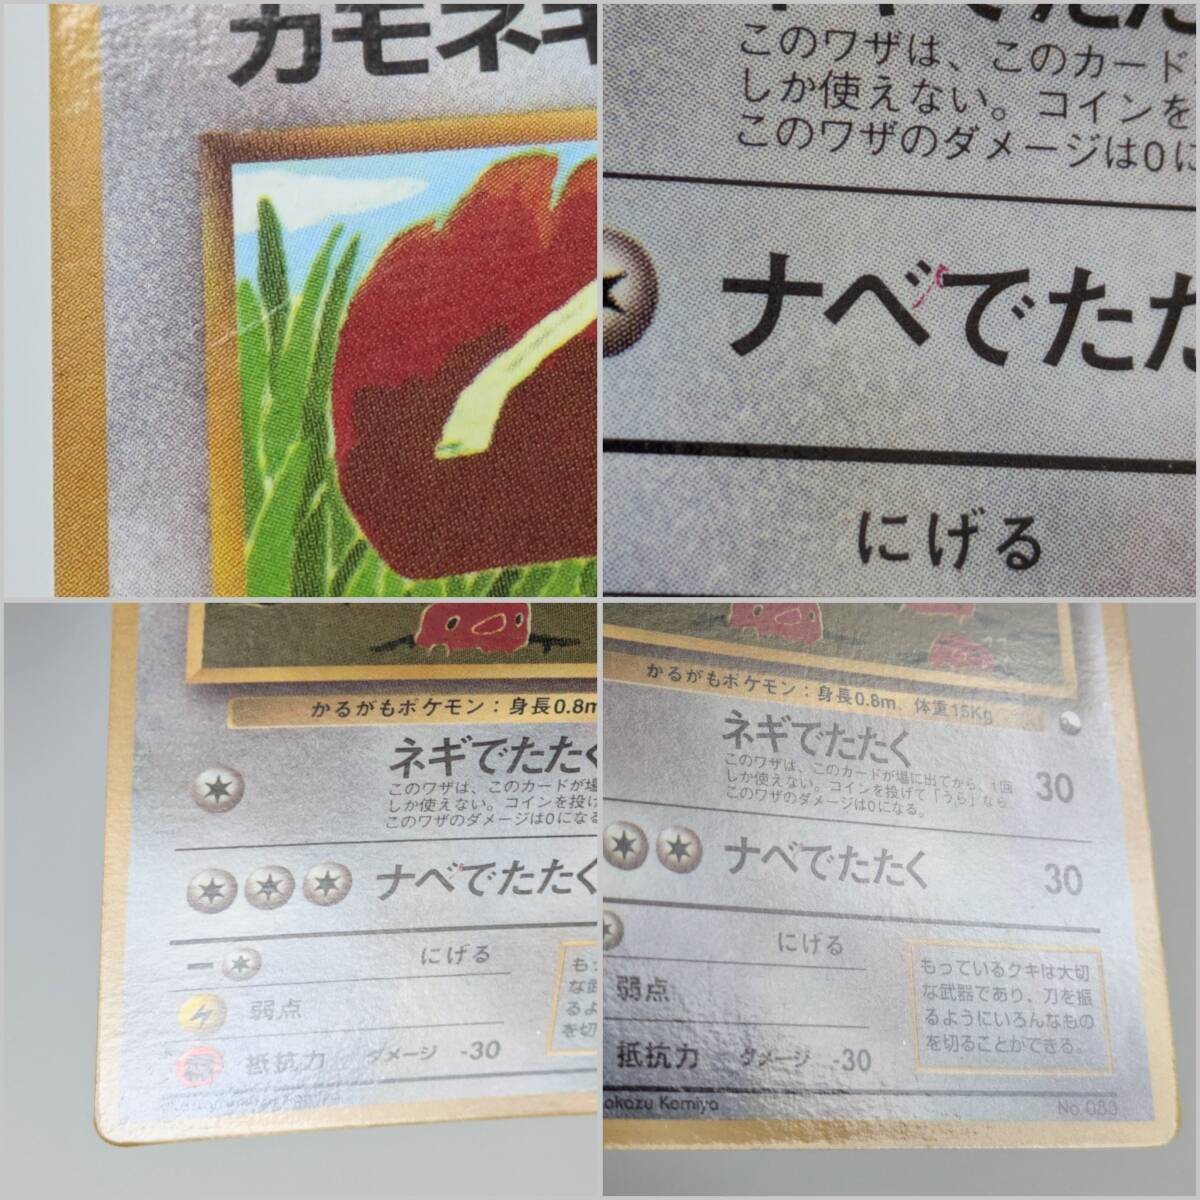 カモネギ
このワザは、このカード
しか使えない。コインを
このワザのダメージは0に
ナベでたた
にげる
かるがもポケモン：身長0.8m
ネギでたたく
このワザは、このカードが場
しか使えない。コインを投げ
このワザのダメージは0になる
ナベでたたく
にげる
弱点
抵抗力 ダメージ -30
も
な武
るよ
を切
かるがもポケモン：身長0.8m、体重15Kg
ネギでたたく 30
このワザは、このカードが場に出てから、1回
しか使えない。コインを投げて「うら」なら
このワザのダメージは0になる。
ナベでたたく 30
にげる
弱点
抵抗力 ダメージ -30
もっているクキは大切
な武器であり、刀を振
るようにいろんなもの
を切ることができる。
okazu Komiya
No.083